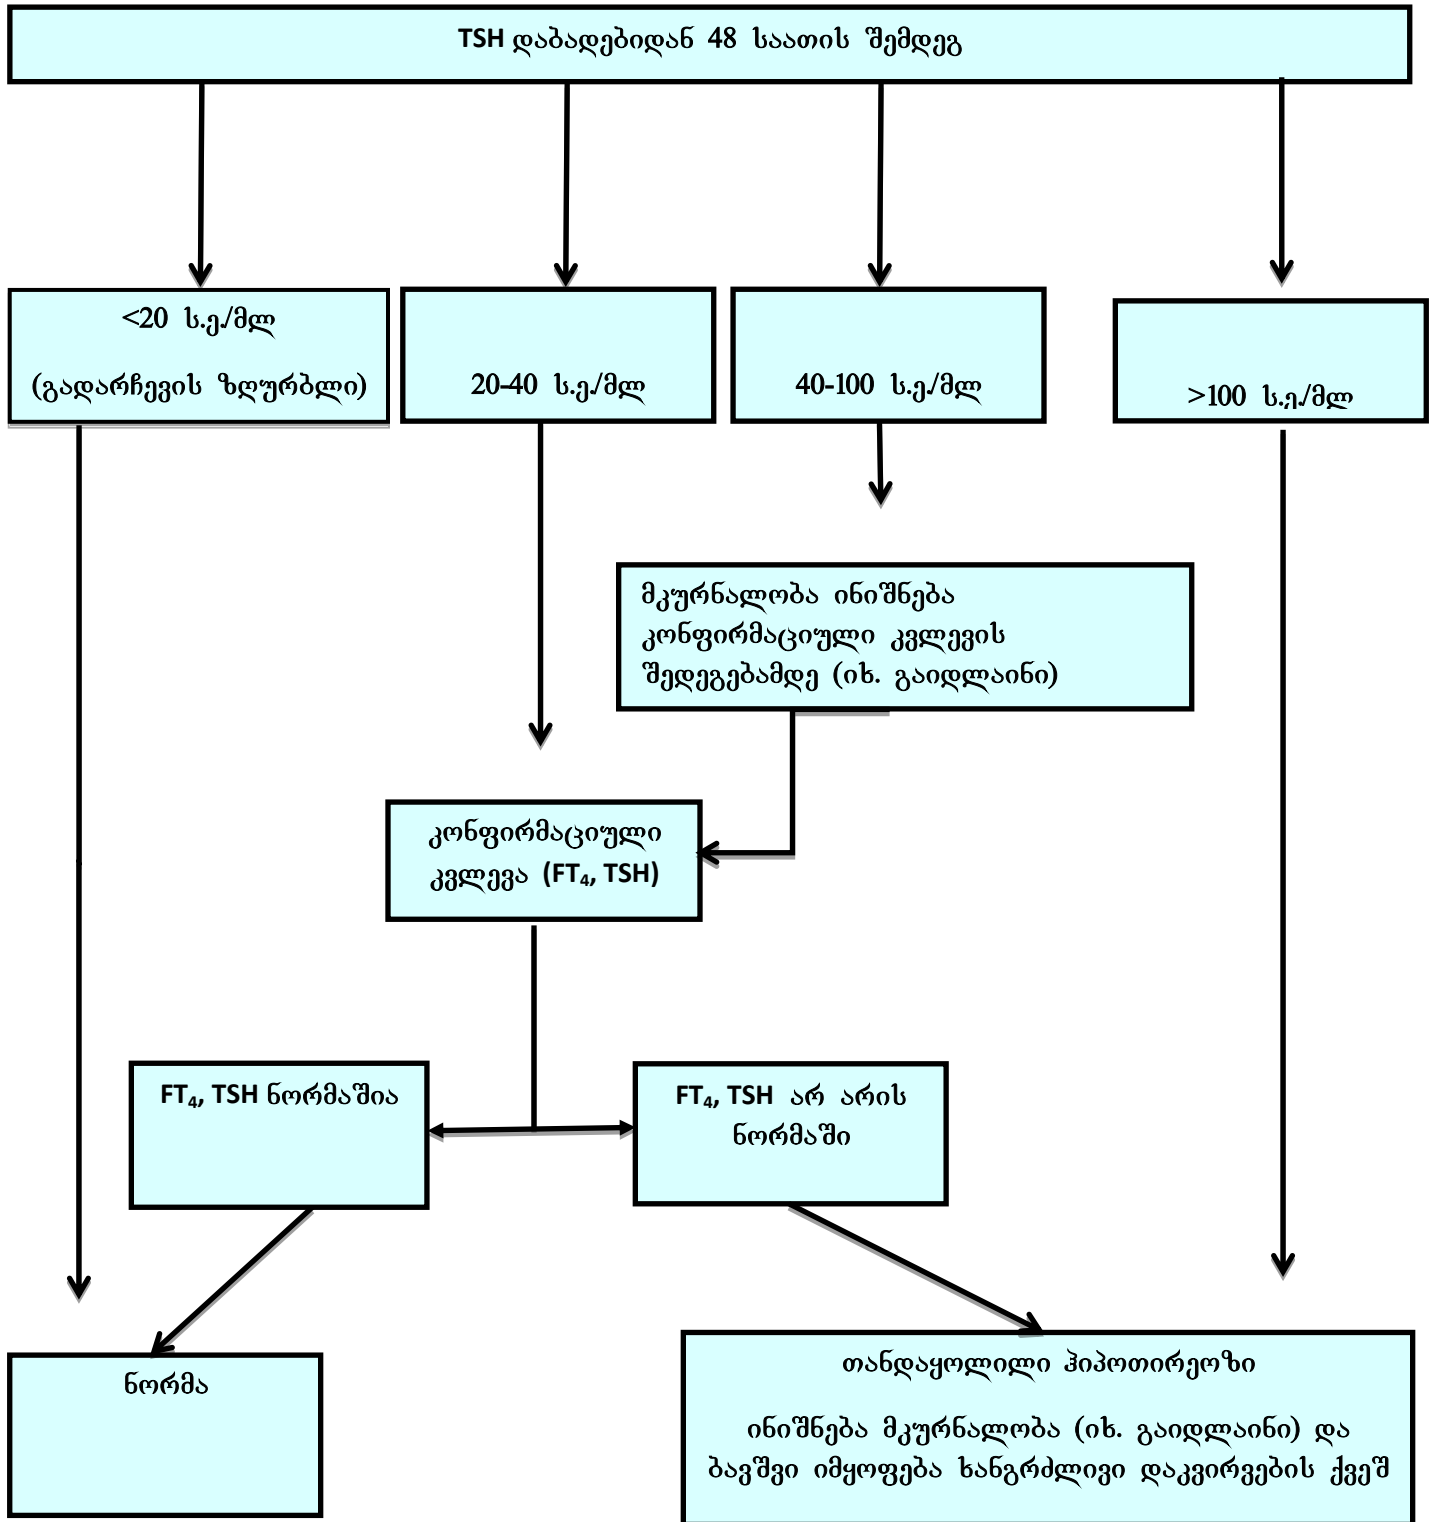 TSH დაბადებიდან 48 საათის შემდეგ
<20 ს.ე./მლ
(გადარჩევის ზღურბლი)
20-40 ს.ე./მლ
40-100 ს.ე./მლ
>100 ს.ე./მლ
მკურნალობა ინიშნება
კონფირმაციული კვლევის
შედეგებამდე (იხ. გაიდლაინი)
კონფირმაციული
კვლევა (FT₄, TSH)
FT₄, TSH ნორმაშია
FT₄, TSH არ არის
ნორმაში
ნორმა
თანდაყოლილი ჰიპოთირეოზი
ინიშნება მკურნალობა (იხ. გაიდლაინი) და
ბავშვი იმყოფება ხანგრძლივი დაკვირვების ქვეშ